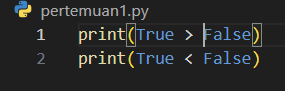 pertemuan1.py
1 print(True > False)
2 print(True < False)